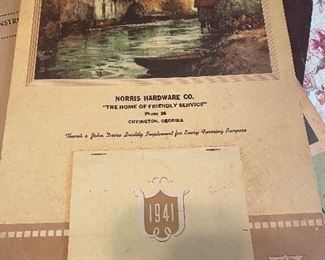 NORRIS HARDWARE CO.
"THE HOME OF FRIENDLY SERVICE"
PHONE 36
COVINGTON, GEORGIA
There's a John Deere Quality Implement for Every Farming Purpose
1941